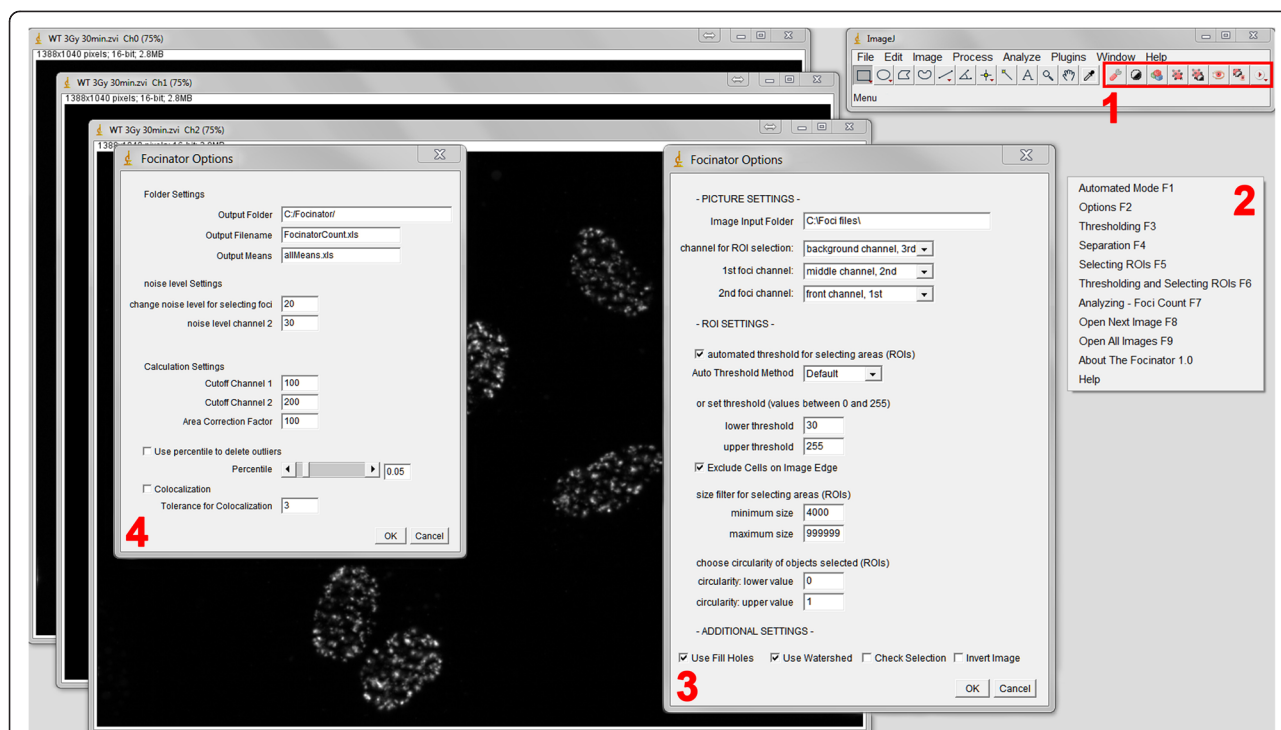 WT 3Gy 30min.zvi Ch0 (75%)
1388x1040 pixels; 16-bit; 2.8MB
WT 3Gy 30min.zvi Ch1 (75%)
1388x1040 pixels; 16-bit; 2.8MB
WT 3Gy 30min.zvi Ch2 (75%)
Focinator Options
Folder Settings
Output Folder C:/Focinator/
Output Filename FocinatorCount.xls
Output Means allMeans.xls
noise level Settings
change noise level for selecting foci 20
noise level channel 2 30
Calculation Settings
Cutoff Channel 1 100
Cutoff Channel 2 200
Area Correction Factor 100
Use percentile to delete outliers
Percentile 0.05
Colocalization
Tolerance for Colocalization 3
4
OK Cancel
Focinator Options
- PICTURE SETTINGS -
Image Input Folder C:\Foci files\
channel for ROI selection: background channel, 3rd
1st foci channel: middle channel, 2nd
2nd foci channel: front channel, 1st
- ROI SETTINGS -
automated threshold for selecting areas (ROIs)
Auto Threshold Method Default
or set threshold (values between 0 and 255)
lower threshold 30
upper threshold 255
Exclude Cells on Image Edge
size filter for selecting areas (ROIs)
minimum size 4000
maximum size 999999
choose circularity of objects selected (ROIs)
circularity: lower value 0
circularity: upper value 1
- ADDITIONAL SETTINGS -
Use Fill Holes Use Watershed Check Selection Invert Image
3
OK Cancel
ImageJ
File Edit Image Process Analyze Plugins Window Help
A
Menu
1
2
Automated Mode F1
Options F2
Thresholding F3
Separation F4
Selecting ROIs F5
Thresholding and Selecting ROIs F6
Analyzing - Foci Count F7
Open Next Image F8
Open All Images F9
About The Focinator 1.0
Help